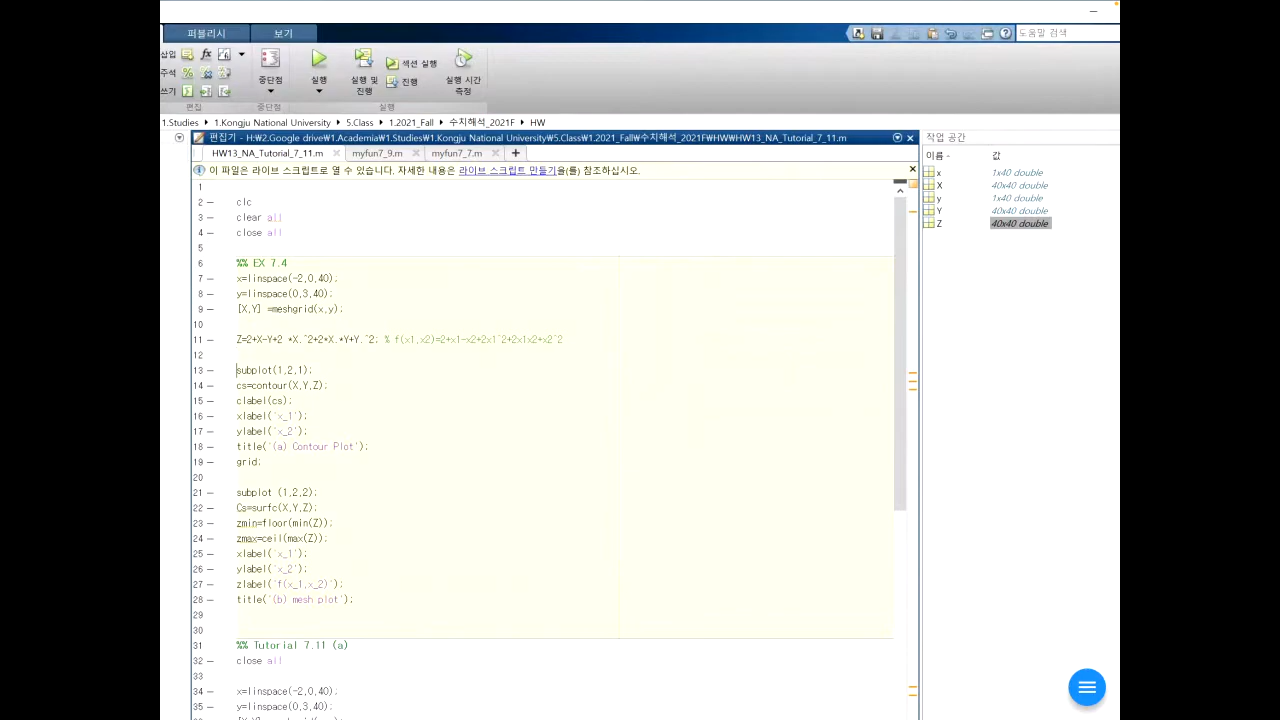 퍼블리시 보기
도움말 검색
삽입 fx
주석
쓰기
중단점 실행 실행 및 진행 섹션 실행 진행 실행 시간 측정
편집 중단점 실행
1.Studies ▸ 1.Kongju National University ▸ 5.Class ▸ 1.2021_Fall ▸ 수치해석_2021F ▸ HW
편집기 - H:₩2.Google drive₩1.Academia₩1.Studies₩1.Kongju National University₩5.Class₩1.2021_Fall₩수치해석_2021F₩HW₩HW13_NA_Tutorial_7_11.m
HW13_NA_Tutorial_7_11.m myfun7_9.m myfun7_7.m
이 파일은 라이브 스크립트로 열 수 있습니다. 자세한 내용은 라이브 스크립트 만들기을(를) 참조하십시오.
1
2 – clc
3 – clear all
4 – close all
5
6 %% EX 7.4
7 – x=linspace(-2,0,40);
8 – y=linspace(0,3,40);
9 – [X,Y] =meshgrid(x,y);
10
11 – Z=2+X-Y+2 *X.^2+2*X.*Y+Y.^2; % f(x1,x2)=2+x1-x2+2x1^2+2x1x2+x2^2
12
13 – subplot(1,2,1);
14 – cs=contour(X,Y,Z);
15 – clabel(cs);
16 – xlabel('x_1');
17 – ylabel('x_2');
18 – title('(a) Contour Plot');
19 – grid;
20
21 – subplot (1,2,2);
22 – Cs=surfc(X,Y,Z);
23 – zmin=floor(min(Z));
24 – zmax=ceil(max(Z));
25 – xlabel('x_1');
26 – ylabel('x_2');
27 – zlabel('f(x_1,x_2)');
28 – title('(b) mesh plot');
29
30
31 %% Tutorial 7.11 (a)
32 – close all
33
34 – x=linspace(-2,0,40);
35 – y=linspace(0,3,40);
작업 공간
이름 값
x 1x40 double
X 40x40 double
y 1x40 double
Y 40x40 double
Z 40x40 double